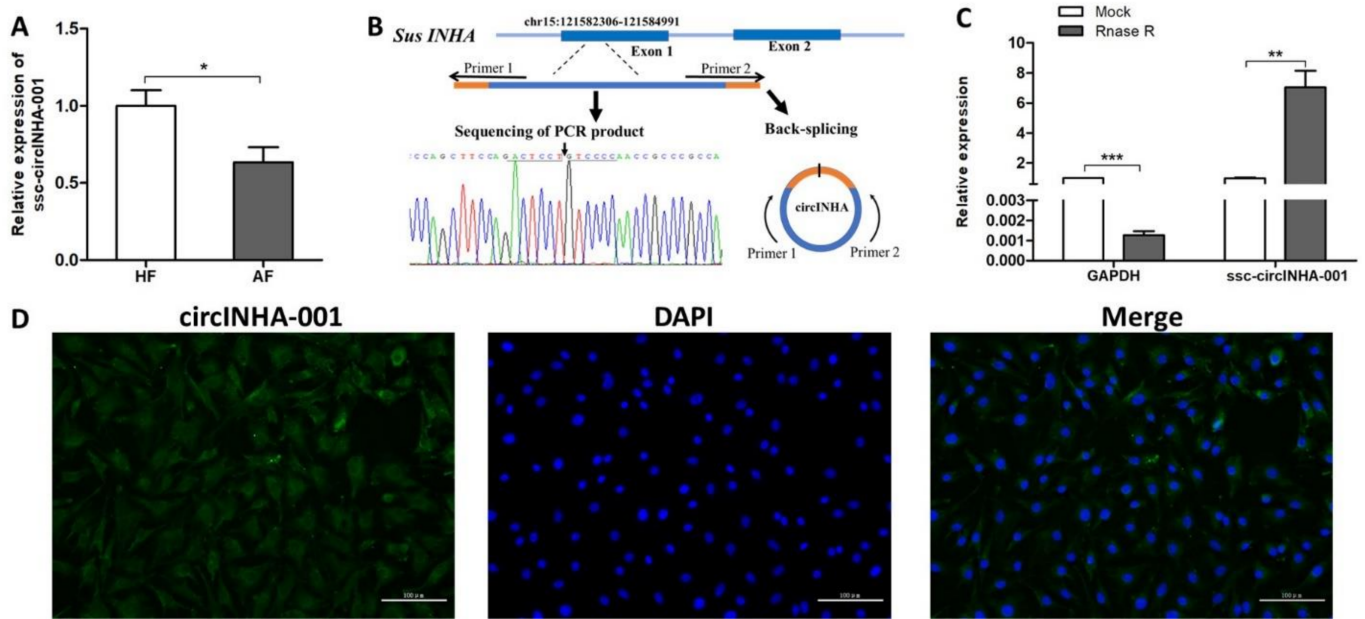 A
Relative expression of
ssc-circINHA-001
1.5
1.0
0.5
0.0
*
HF
AF
B
Sus INHA
chr15:121582306-121584991
Exon 1
Exon 2
Primer 1
Primer 2
Sequencing of PCR product
Back-splicing
C C A G C T T C C A G A C T C C T G T C C C C A A C C G C C C G C C A
circINHA
Primer 1
Primer 2
C
Mock
Rnase R
Relative expression
10
8
6
4
2
0.003
0.002
0.001
0.000
***
**
GAPDH
ssc-circINHA-001
D
circINHA-001
DAPI
Merge
100μm
100μm
100μm